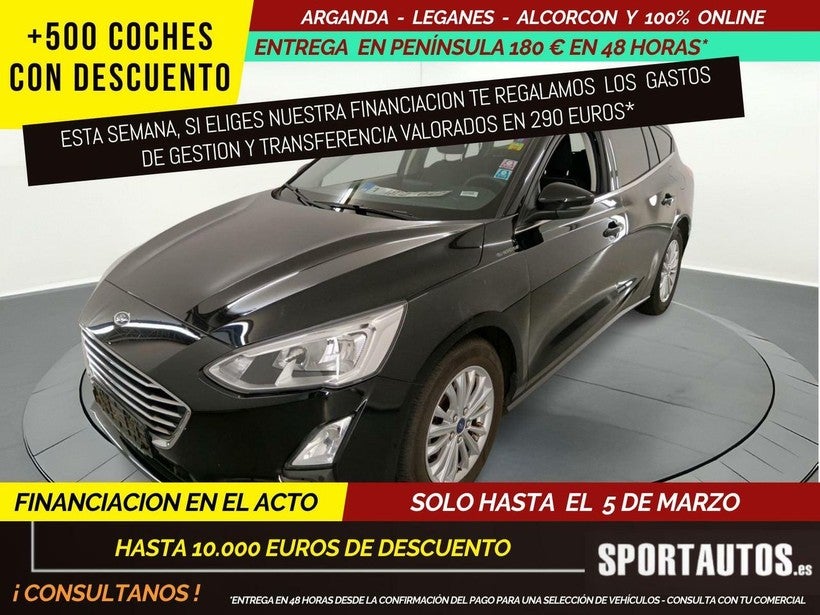 +500 COCHES
CON DESCUENTO
ARGANDA - LEGANES - ALCORCON Y 100% ONLINE
ENTREGA EN PENÍNSULA 180 € EN 48 HORAS*
ESTA SEMANA, SI ELIGES NUESTRA FINANCIACION TE REGALAMOS LOS GASTOS
DE GESTION Y TRANSFERENCIA VALORADOS EN 290 EUROS*
FINANCIACION EN EL ACTO
SOLO HASTA EL 5 DE MARZO
HASTA 10.000 EUROS DE DESCUENTO
SPORTAUTOS.es
¡ CONSULTANOS !
*ENTREGA EN 48 HORAS DESDE LA CONFIRMACIÓN DEL PAGO PARA UNA SELECCIÓN DE VEHÍCULOS - CONSULTA CON TU COMERCIAL